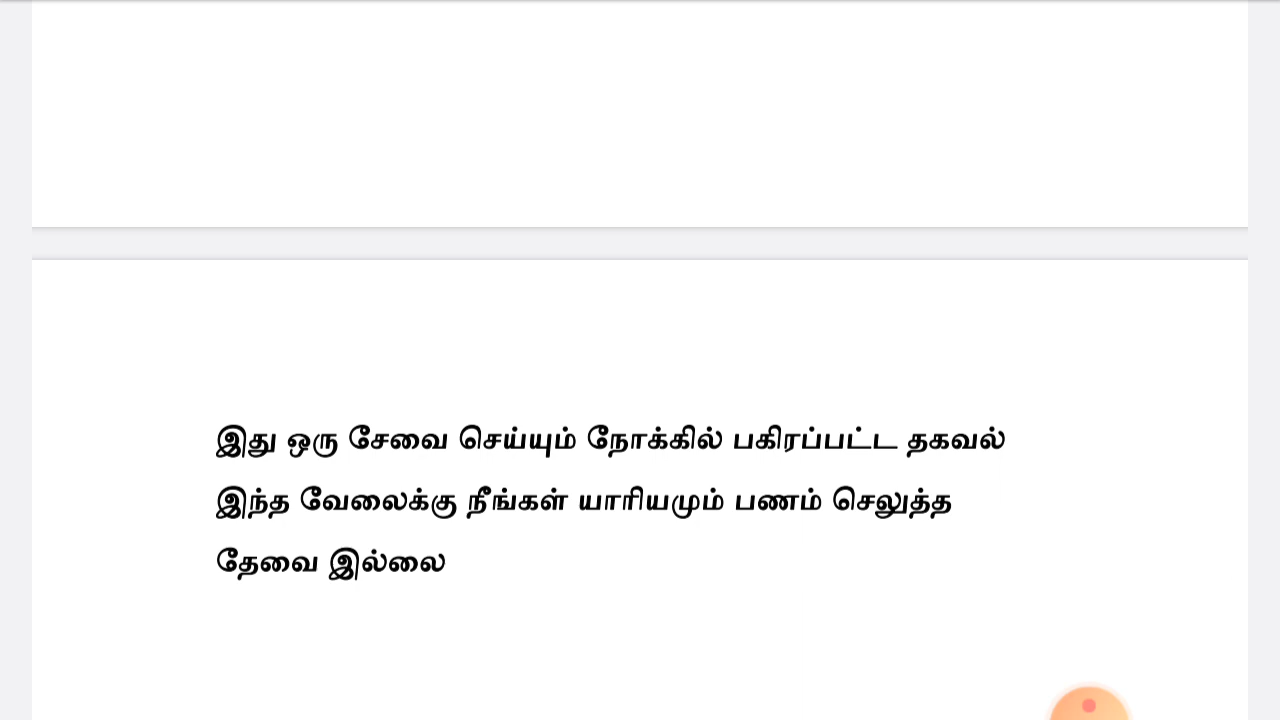 இது ஒரு சேவை செய்யும் நோக்கில் பகிரப்பட்ட தகவல்
இந்த வேலைக்கு நீங்கள் யாரியமும் பணம் செலுத்த
தேவை இல்லை